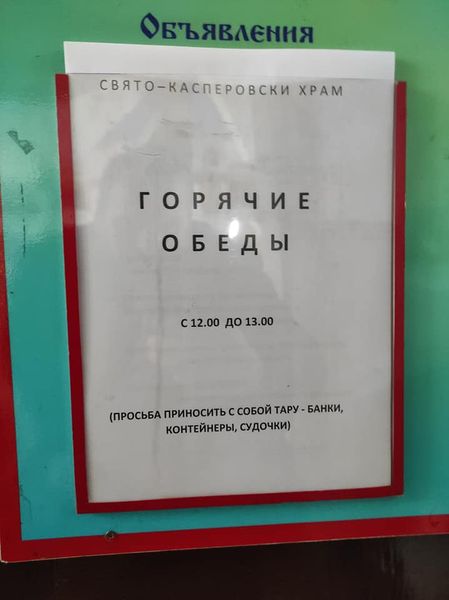 Объявления
СВЯТО–КАСПЕРОВСКИ ХРАМ
ГОРЯЧИЕ
ОБЕДЫ
С 12.00 ДО 13.00
(ПРОСЬБА ПРИНОСИТЬ С СОБОЙ ТАРУ - БАНКИ,
КОНТЕЙНЕРЫ, СУДОЧКИ)